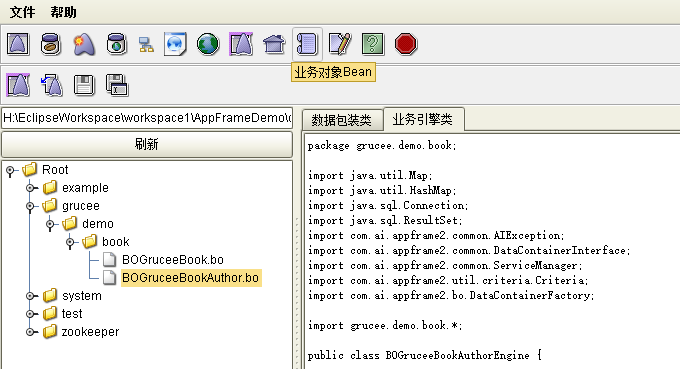 文件 帮助
业务对象Bean
H:\EclipseWorkspace\workspace1\AppFrameDemo\
刷新
Root
example
grucee
demo
book
BOGruceeBook.bo
BOGruceeBookAuthor.bo
system
test
zookeeper
数据包装类 业务引擎类
package grucee.demo.book;
import java.util.Map;
import java.util.HashMap;
import java.sql.Connection;
import java.sql.ResultSet;
import com.ai.appframe2.common.AIException;
import com.ai.appframe2.common.DataContainerInterface;
import com.ai.appframe2.common.ServiceManager;
import com.ai.appframe2.util.criteria.Criteria;
import com.ai.appframe2.bo.DataContainerFactory;
import grucee.demo.book.*;
public class BOGruceeBookAuthorEngine {